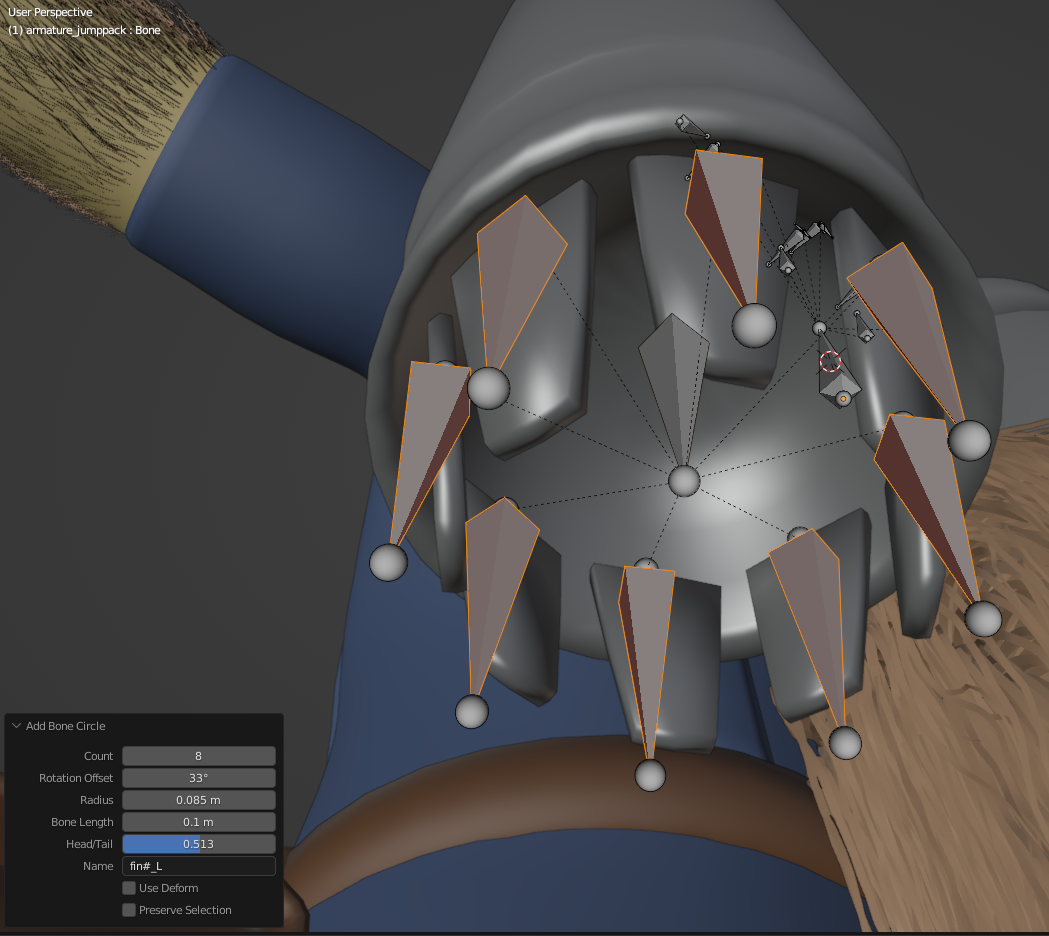 User Perspective
(1) armature_jumppack : Bone
Add Bone Circle
Count 8
Rotation Offset 33°
Radius 0.085 m
Bone Length 0.1 m
Head/Tail 0.513
Name fin#_L
Use Deform
Preserve Selection